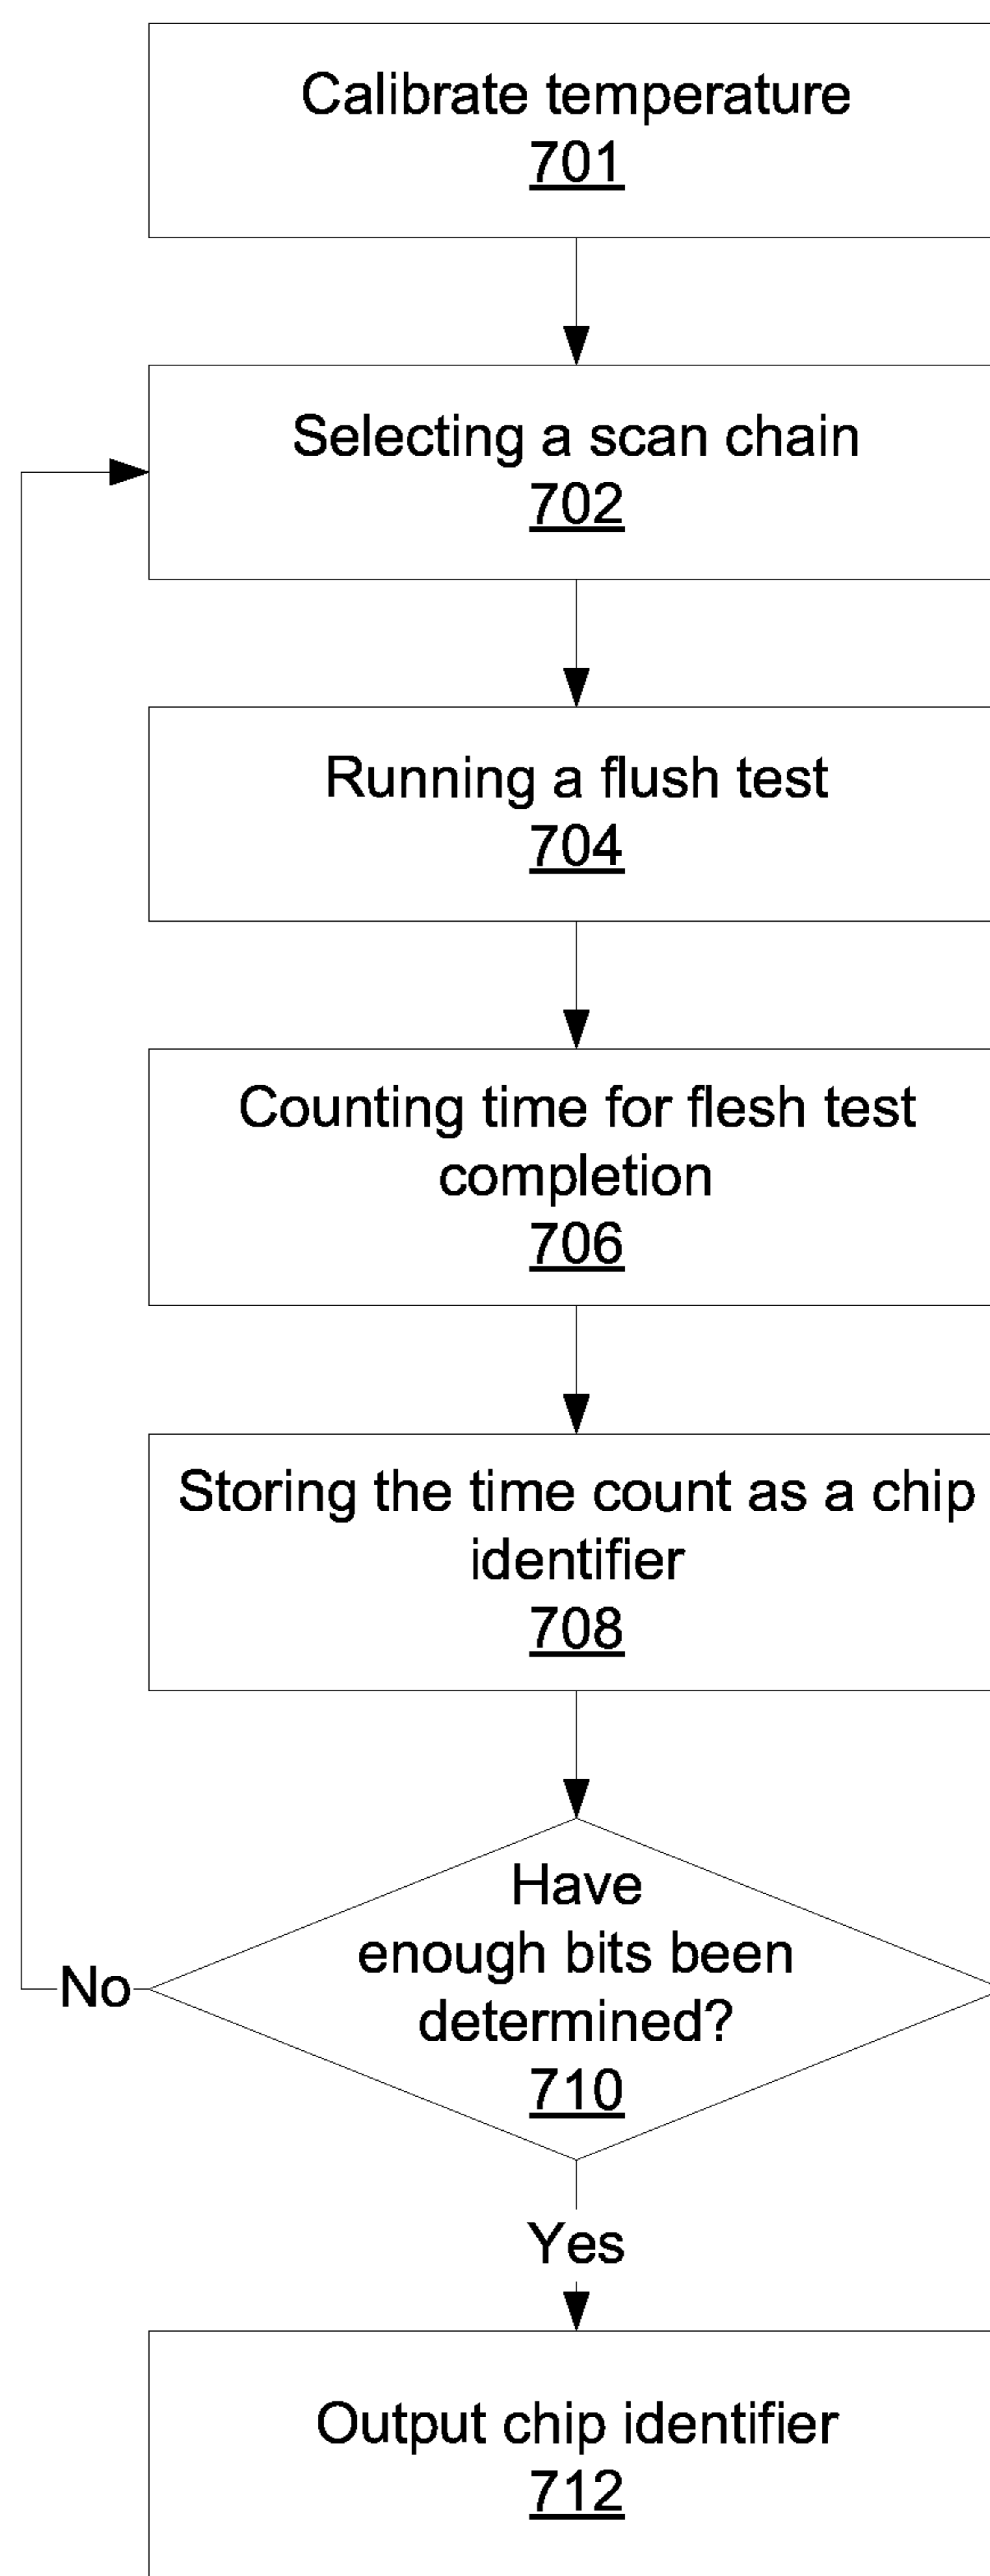 Calibrate temperature
701
Selecting a scan chain
702
Running a flush test
704
Counting time for flesh test
completion
706
Storing the time count as a chip
identifier
708
Have
enough bits been
determined?
710
No
Yes
Output chip identifier
712